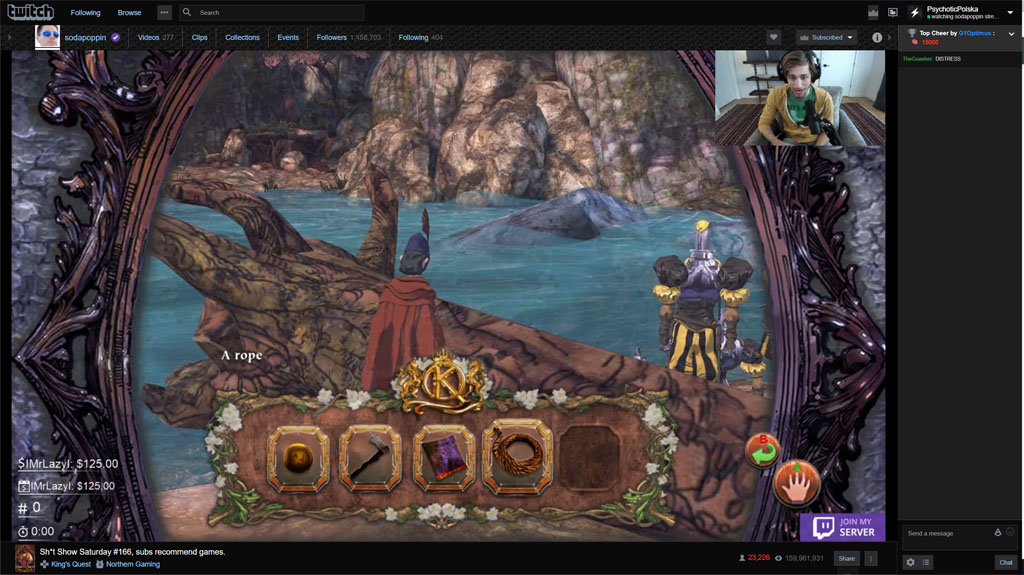 twitch
Following
Browse
Search
PsychoticPolska
watching sodapoppin stre...
sodapoppin
Videos 277
Clips
Collections
Events
Followers 1,458,703
Following 404
Subscribed
Top Cheer by G1Optimus :
10000
TheGrassber: DISTRESS
A rope
K
B
$IMrLazyI: $125.00
IMrLazyI: $125.00
# 0
0:00
JOIN MY
SERVER
Sh*t Show Saturday #166, subs recommend games.
King's Quest
Northern Gaming
23,226
159,961,931
Share
Send a message
Chat